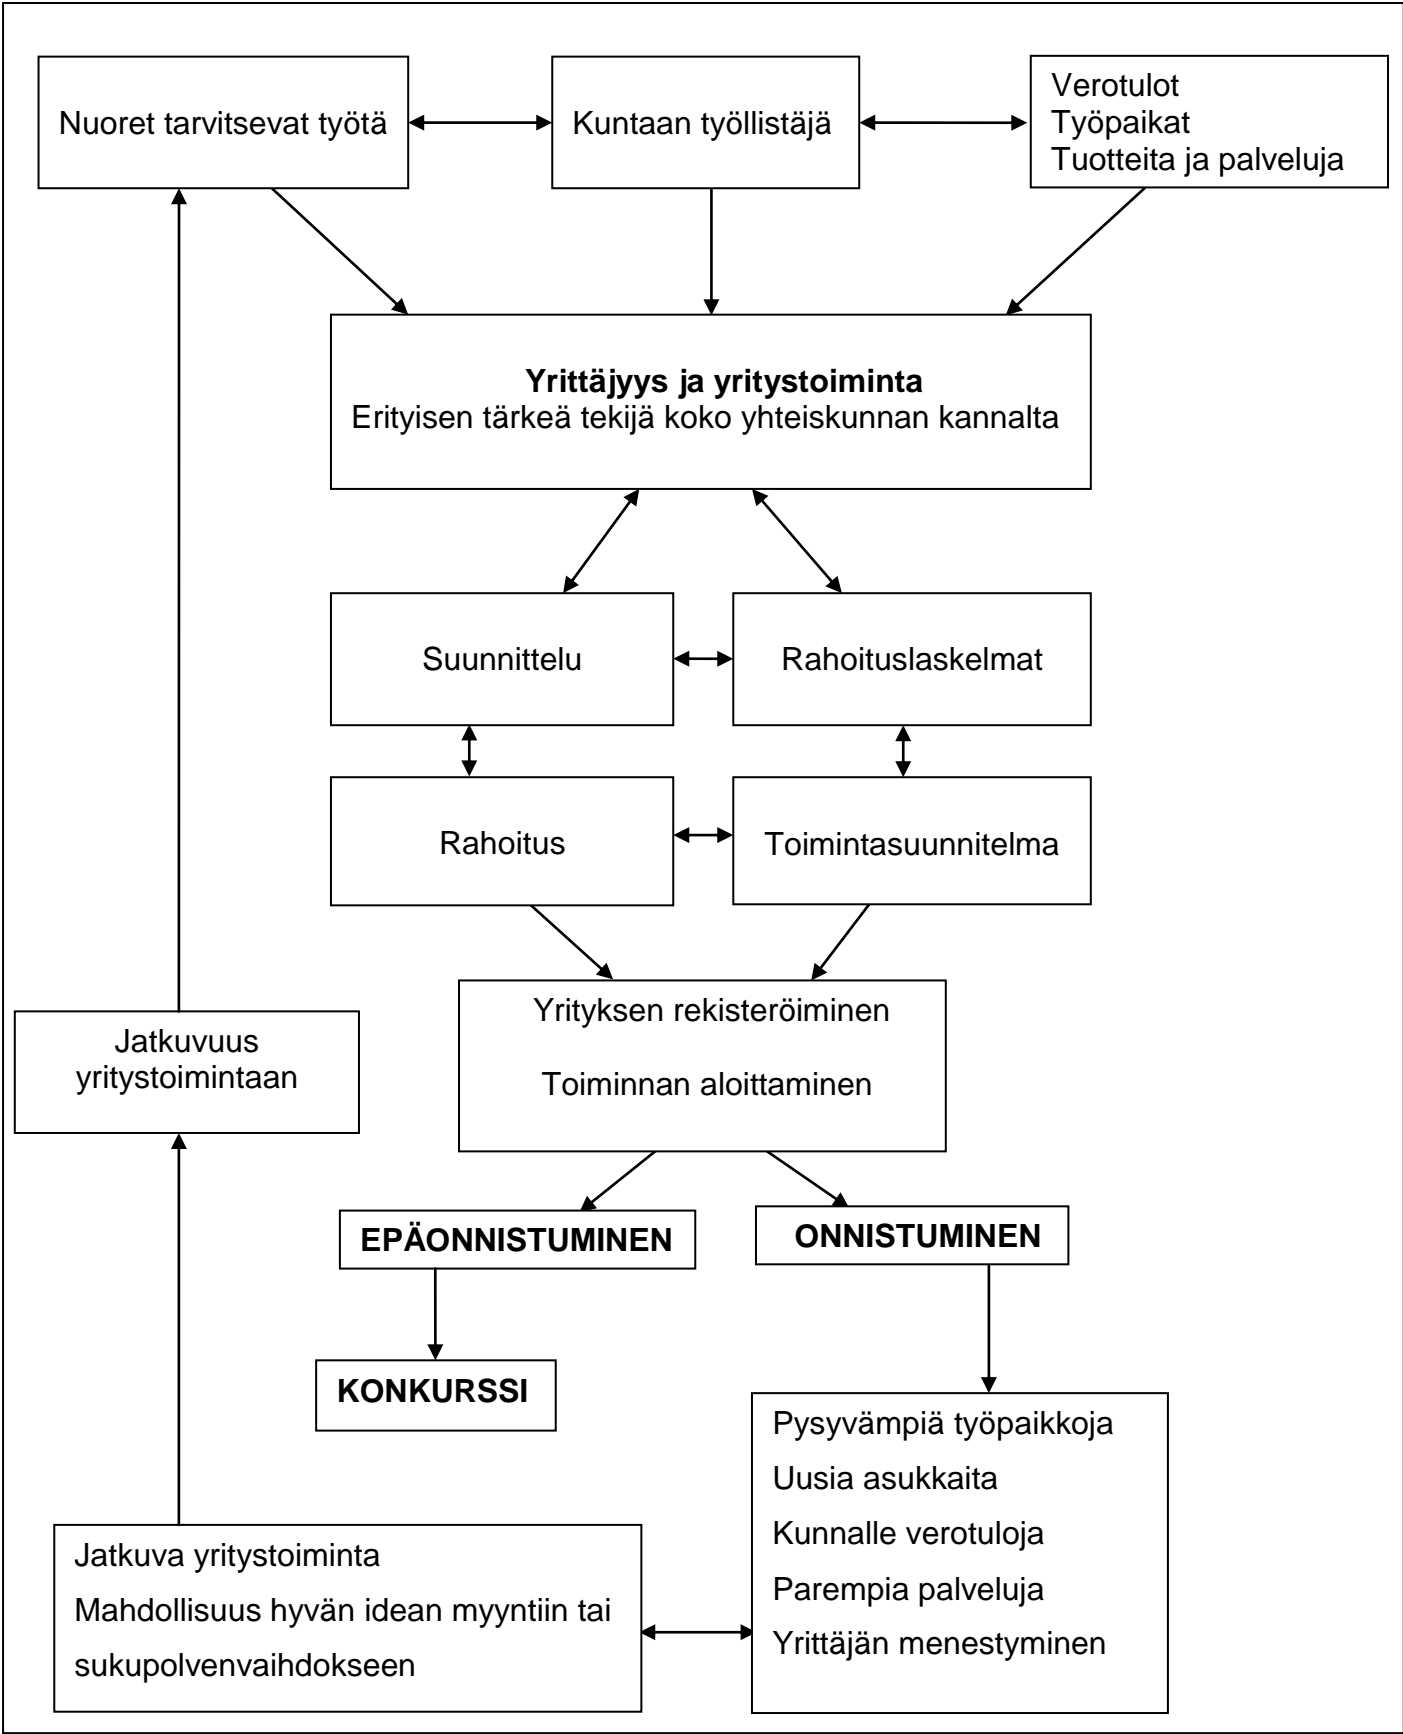 Nuoret tarvitsevat työtä
Kuntaan työllistäjä
Verotulot
Työpaikat
Tuotteita ja palveluja
Yrittäjyys ja yritystoiminta
Erityisen tärkeä tekijä koko yhteiskunnan kannalta
Suunnittelu
Rahoituslaskelmat
Rahoitus
Toimintasuunnitelma
Yrityksen rekisteröiminen
Toiminnan aloittaminen
Jatkuvuus
yritystoimintaan
EPÄONNISTUMINEN
ONNISTUMINEN
KONKURSSI
Pysyvämpiä työpaikkoja
Uusia asukkaita
Kunnalle verotuloja
Parempia palveluja
Yrittäjän menestyminen
Jatkuva yritystoiminta
Mahdollisuus hyvän idean myyntiin tai
sukupolvenvaihdokseen